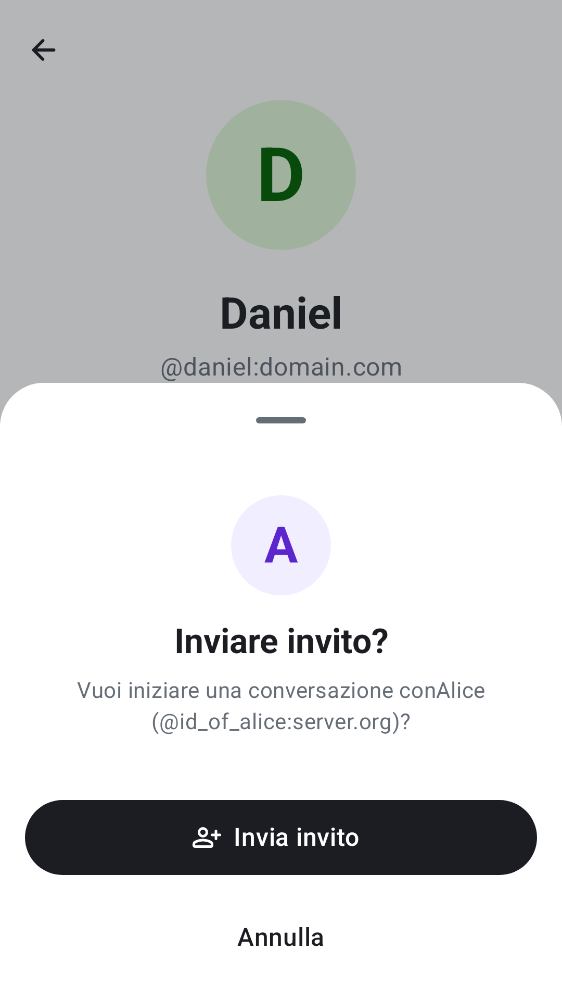 D
Daniel
@daniel:domain.com
A
Inviare invito?
Vuoi iniziare una conversazione conAlice
(@id_of_alice:server.org)?
Invia invito
Annulla